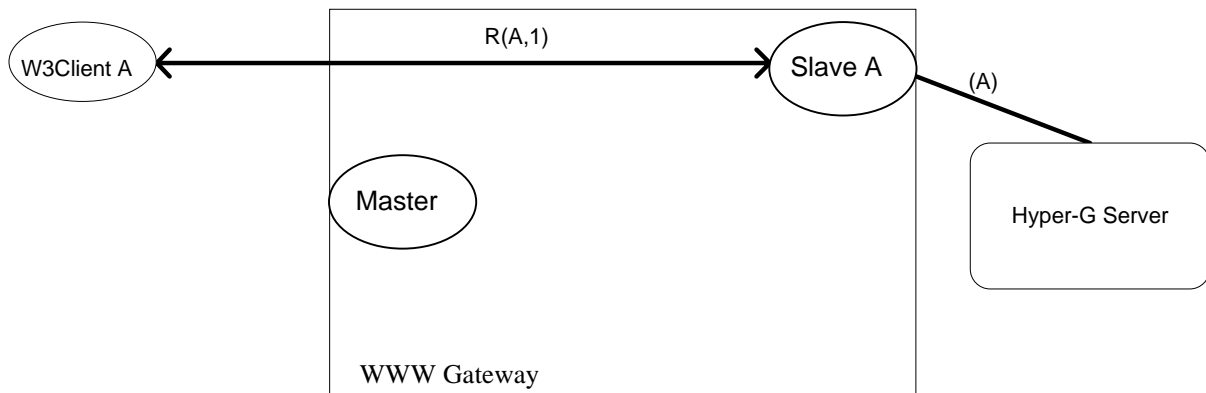 R(A,1)
W3Client A
Slave A
(A)
Master
Hyper-G Server
WWW Gateway